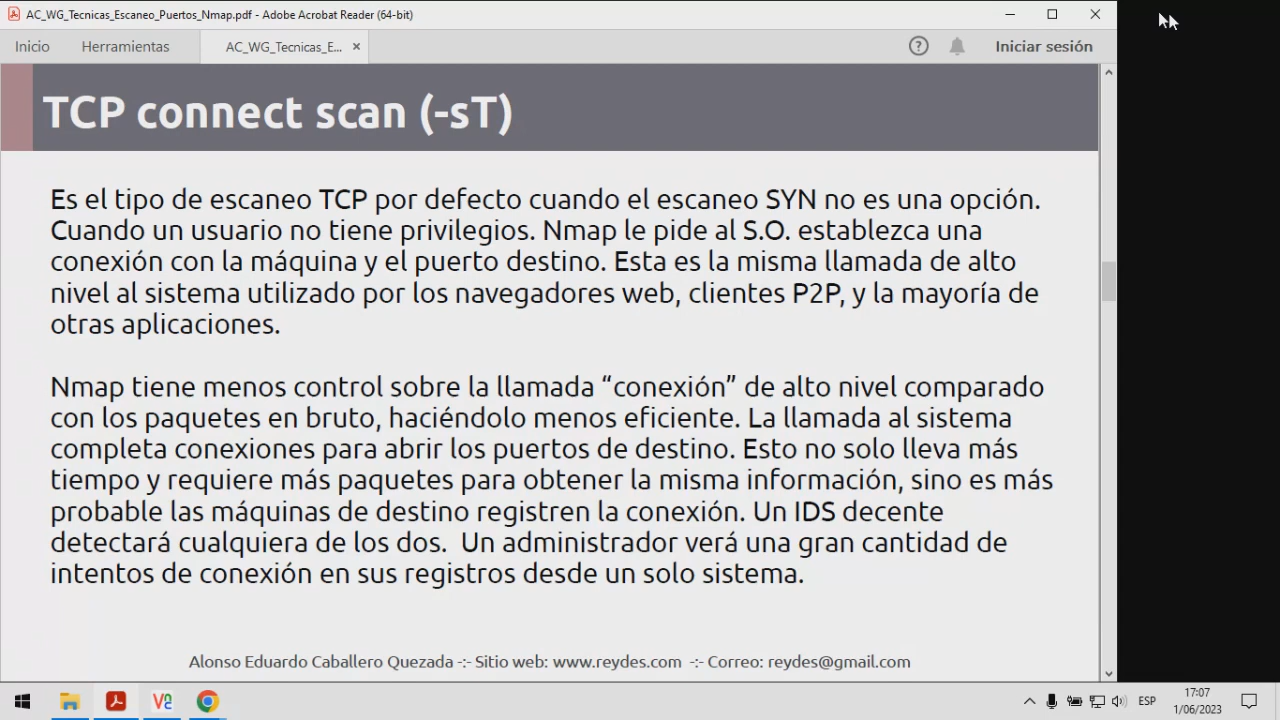 AC_WG_Tecnicas_Escaneo_Puertos_Nmap.pdf - Adobe Acrobat Reader (64-bit)
Inicio Herramientas AC_WG_Tecnicas_E... Iniciar sesión
TCP connect scan (-sT)
Es el tipo de escaneo TCP por defecto cuando el escaneo SYN no es una opción.
Cuando un usuario no tiene privilegios. Nmap le pide al S.O. establezca una
conexión con la máquina y el puerto destino. Esta es la misma llamada de alto
nivel al sistema utilizado por los navegadores web, clientes P2P, y la mayoría de
otras aplicaciones.
Nmap tiene menos control sobre la llamada “conexión” de alto nivel comparado
con los paquetes en bruto, haciéndolo menos eficiente. La llamada al sistema
completa conexiones para abrir los puertos de destino. Esto no solo lleva más
tiempo y requiere más paquetes para obtener la misma información, sino es más
probable las máquinas de destino registren la conexión. Un IDS decente
detectará cualquiera de los dos. Un administrador verá una gran cantidad de
intentos de conexión en sus registros desde un solo sistema.
Alonso Eduardo Caballero Quezada -:- Sitio web: www.reydes.com -:- Correo: reydes@gmail.com
ESP
17:07
1/06/2023